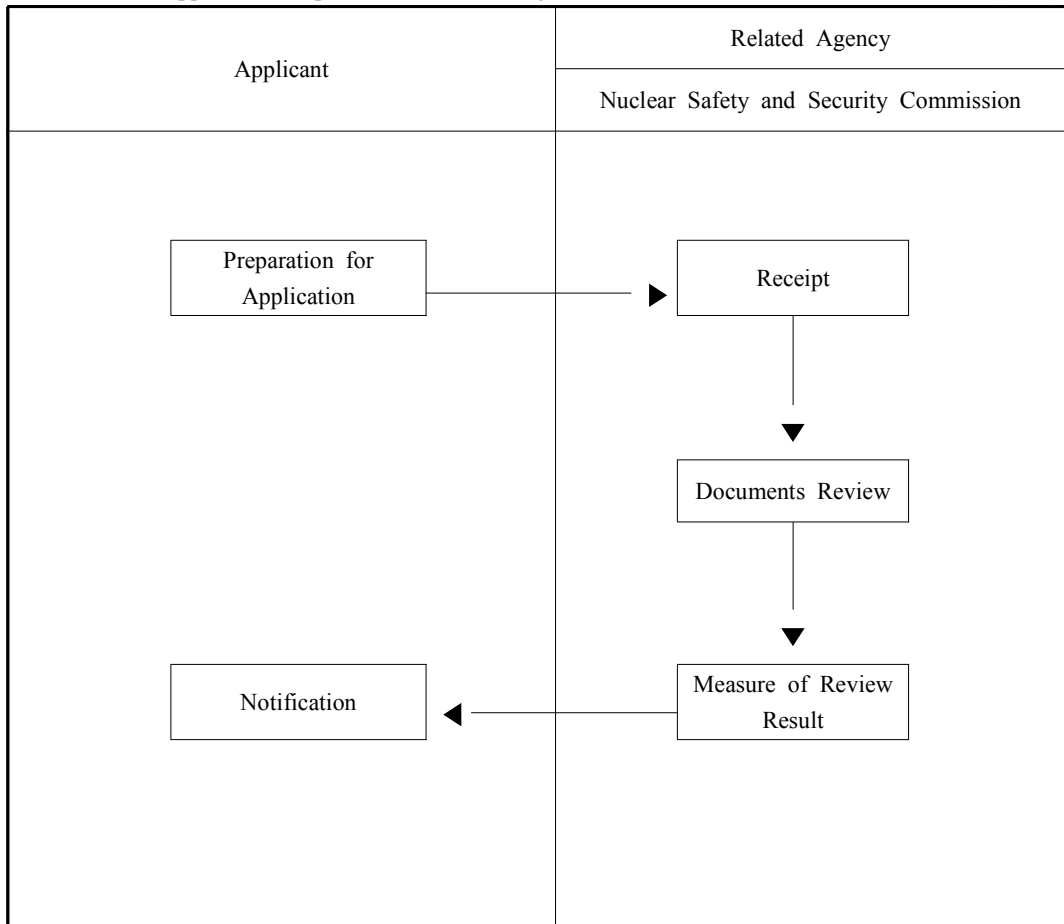 Applicant
Related Agency
Nuclear Safety and Security Commission
Preparation for
Application
Receipt
Documents Review
Measure of Review
Result
Notification